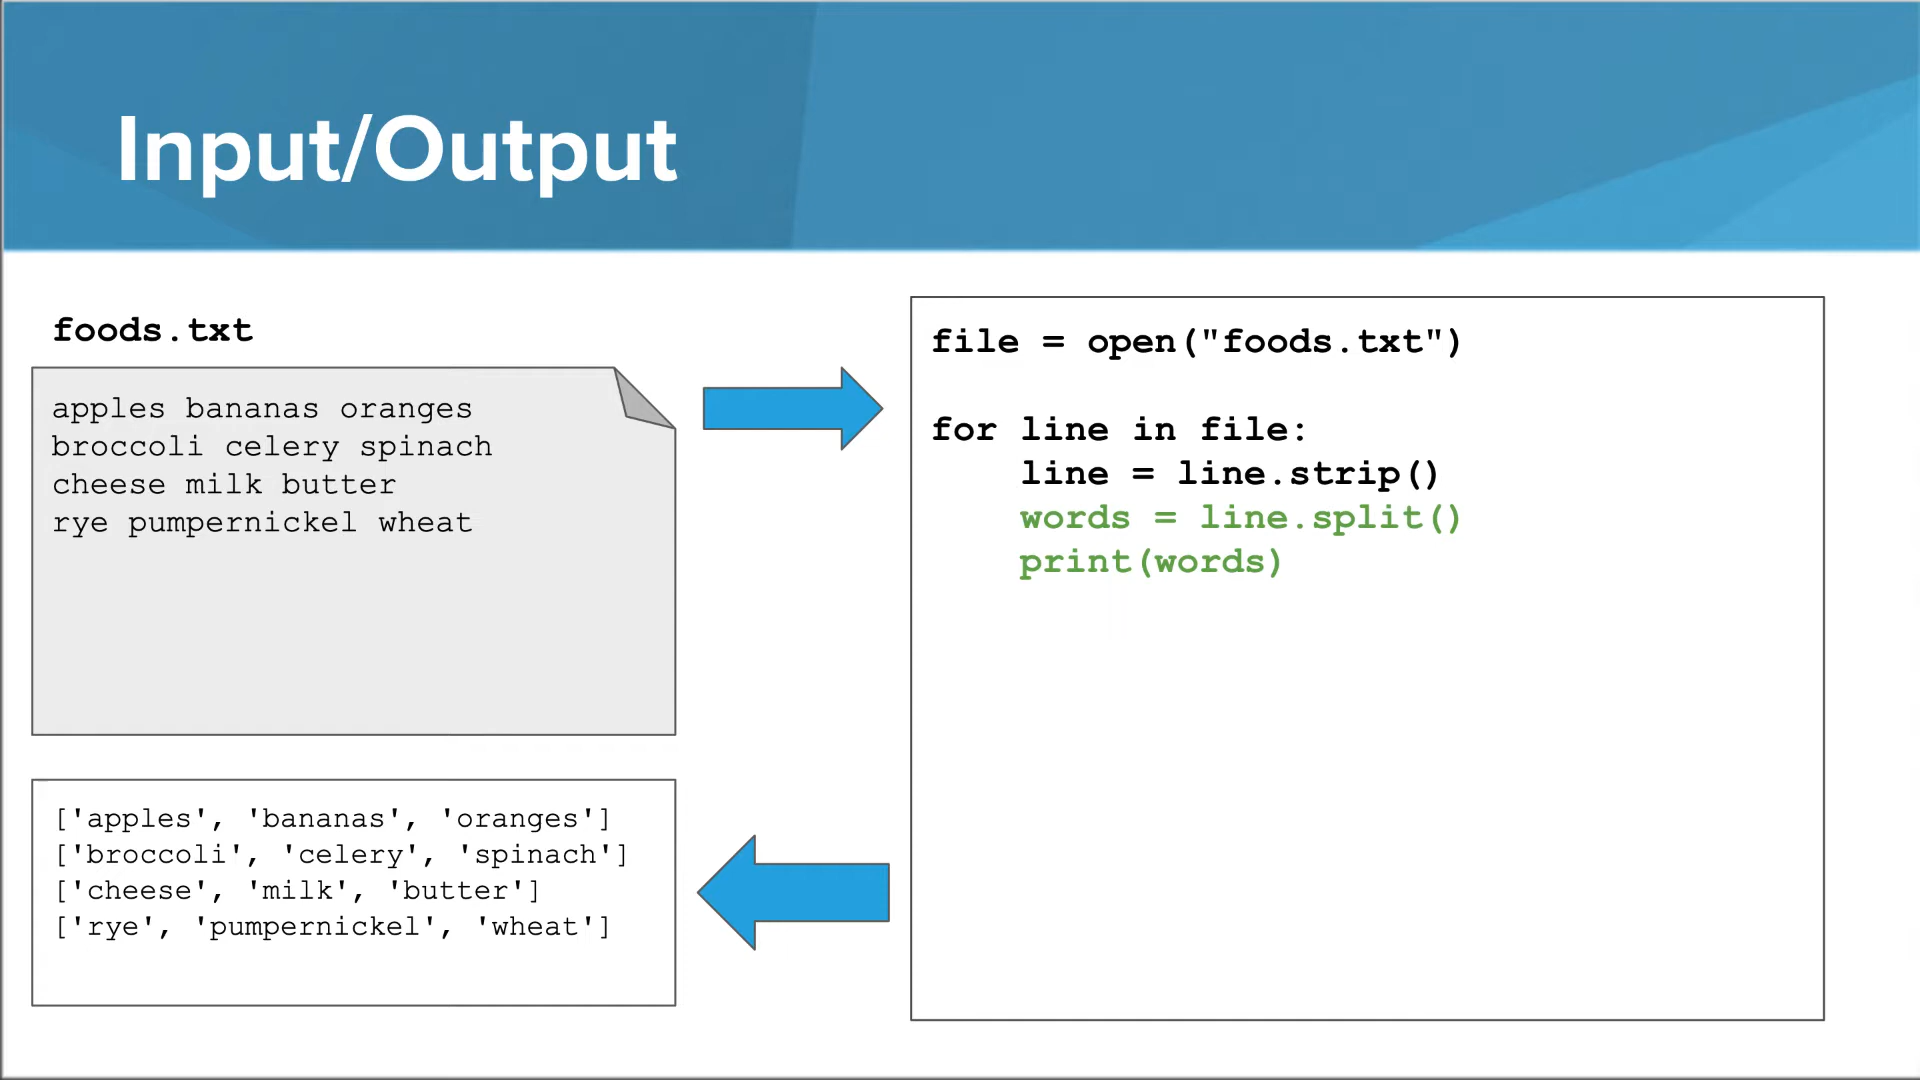 Input/Output
foods.txt
apples bananas oranges
broccoli celery spinach
cheese milk butter
rye pumpernickel wheat
file = open("foods.txt")
for line in file:
    line = line.strip()
    words = line.split()
    print(words)
['apples', 'bananas', 'oranges']
['broccoli', 'celery', 'spinach']
['cheese', 'milk', 'butter']
['rye', 'pumpernickel', 'wheat']